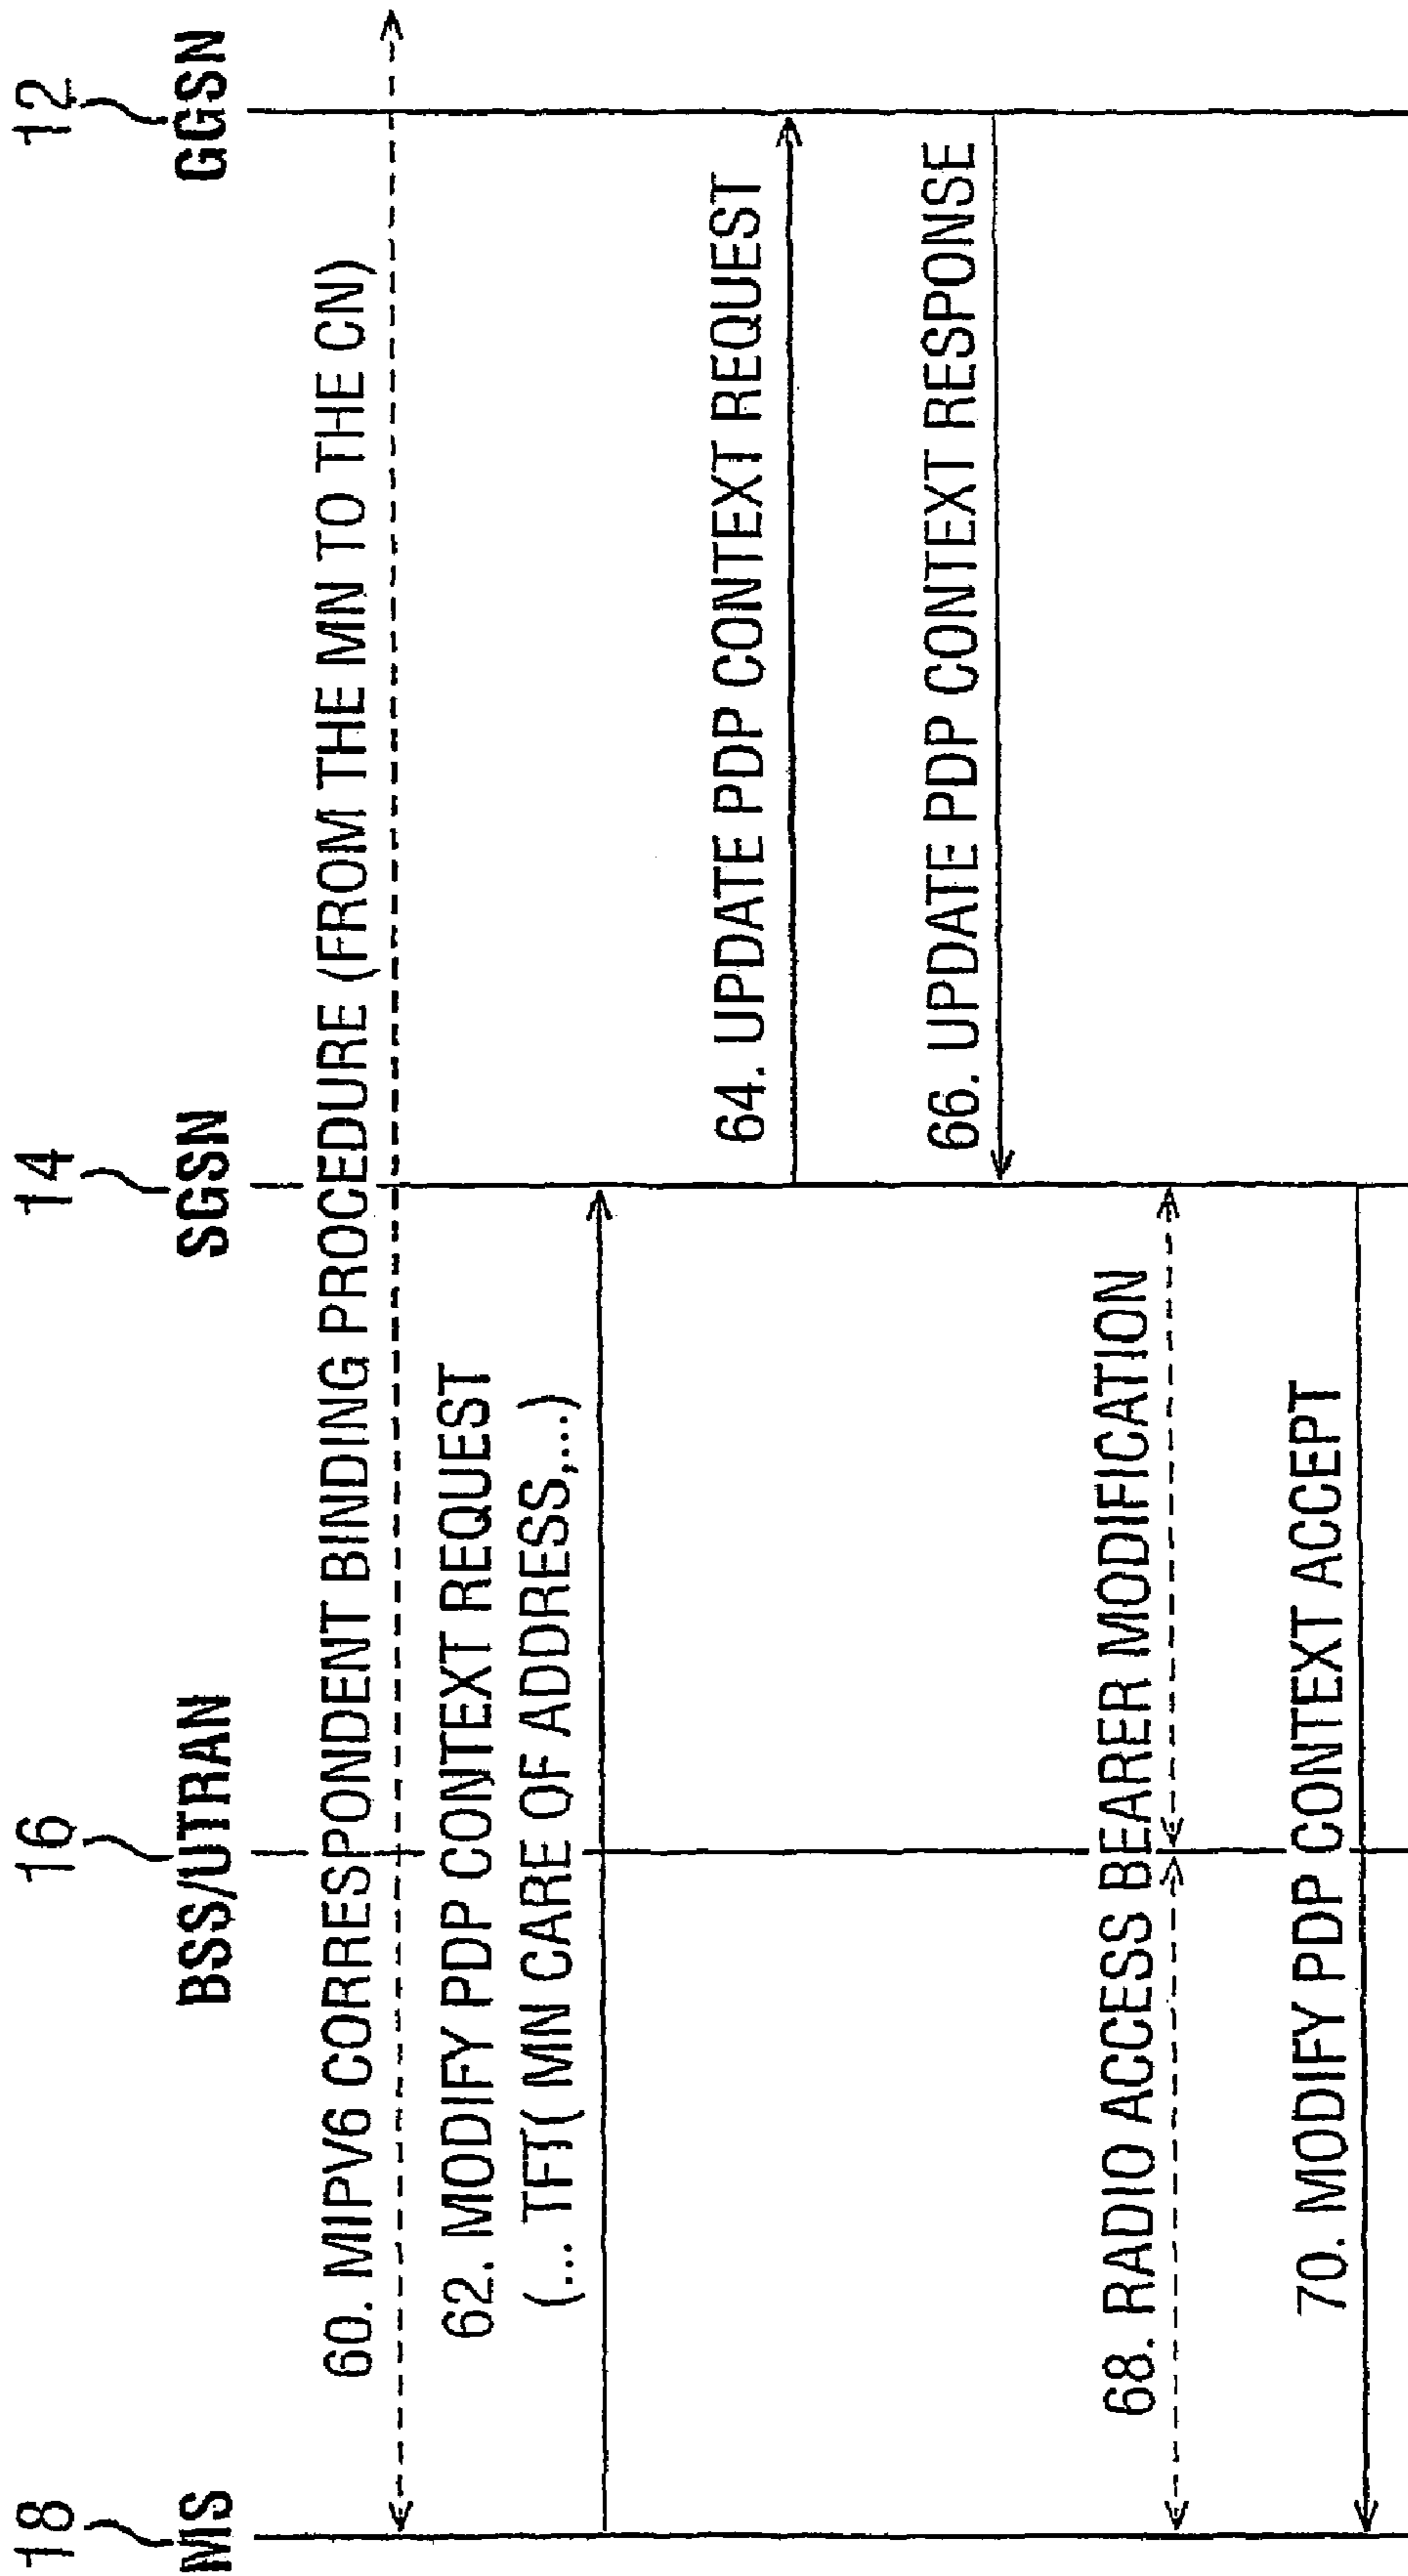 18
16
14
12
MS
BSS/UTRAN
SGSN
GGSN
60. MIPV6 CORRESPONDENT BINDING PROCEDURE (FROM THE MN TO THE CN)
62. MODIFY PDP CONTEXT REQUEST
(... TFT( MN CARE OF ADDRESS,...)
64. UPDATE PDP CONTEXT REQUEST
66. UPDATE PDP CONTEXT RESPONSE
68. RADIO ACCESS BEARER MODIFICATION
70. MODIFY PDP CONTEXT ACCEPT